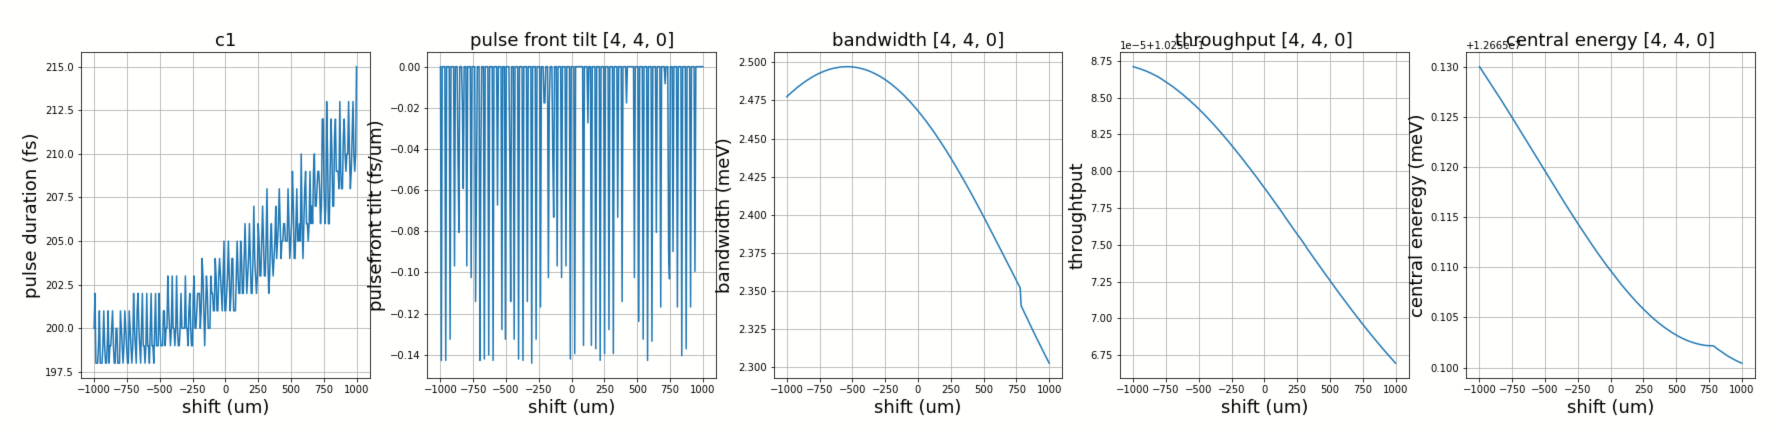 c1
pulse duration (fs)
215.0
212.5
210.0
207.5
205.0
202.5
200.0
197.5
−1000 −750 −500 −250 0 250 500 750 1000
shift (um)
pulse front tilt [4, 4, 0]
pulsefront tilt (fs/um)
0.00
−0.02
−0.04
−0.06
−0.08
−0.10
−0.12
−0.14
−1000 −750 −500 −250 0 250 500 750 1000
shift (um)
bandwidth [4, 4, 0]
bandwidth (meV)
2.500
2.475
2.450
2.425
2.400
2.375
2.350
2.325
2.300
−1000 −750 −500 −250 0 250 500 750 1000
shift (um)
throughput [4, 4, 0]
1e−5+1.025e−1
throughtput
8.75
8.50
8.25
8.00
7.75
7.50
7.25
7.00
6.75
−1000 −750 −500 −250 0 250 500 750 1000
shift (um)
central energy [4, 4, 0]
+1.2665e7
central eneregy (meV)
0.130
0.125
0.120
0.115
0.110
0.105
0.100
−1000 −750 −500 −250 0 250 500 750 1000
shift (um)